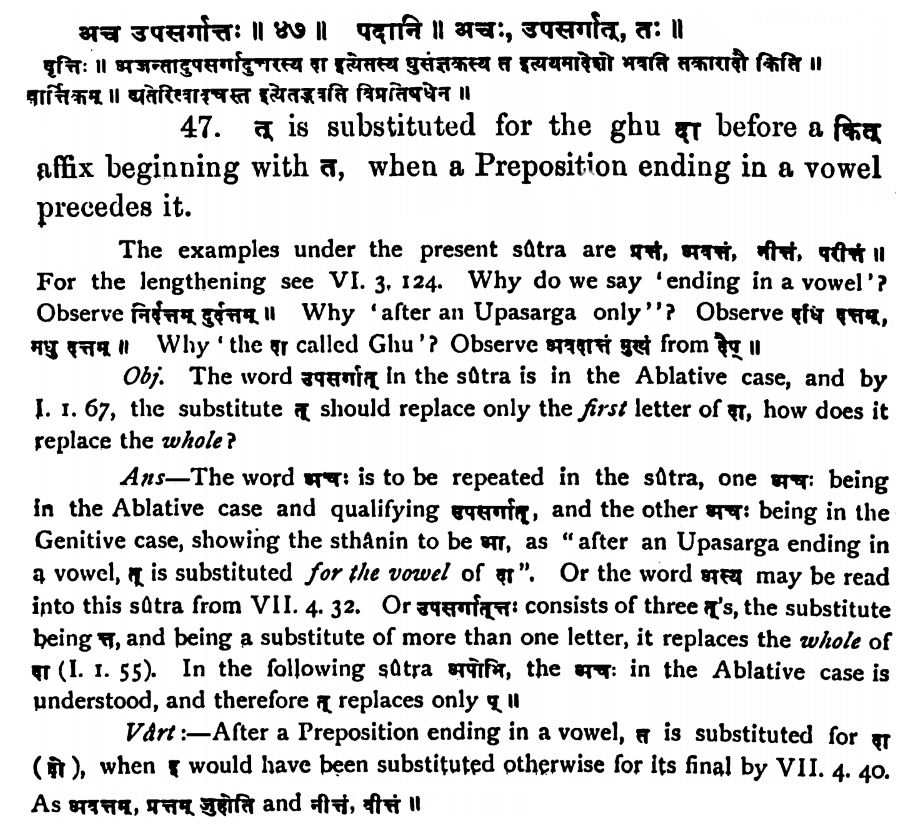 अच उपसर्गात्तः ॥ ४७ ॥ पदानि ॥ अचः, उपसर्गात्, तः ॥
वृत्तिः ॥ अजन्तादुपसर्गादुत्तरस्य दा इत्येतस्य घुसंज्ञकस्य त इत्ययमादेशो भवति तकारादौ किति ॥
वार्त्तिकम् ॥ द्यतेरित्त्वादचस्त इत्येतद्भवति विप्रतिषधेन ॥
47. त् is substituted for the ghu दा before a कित्
affix beginning with त, when a Preposition ending in a vowel
precedes it.
The examples under the present sûtra are प्रत्तं, अवत्तं, नीत्तं, परीत्तं ॥
For the lengthening see VI. 3. 124. Why do we say 'ending in a vowel'?
Observe निर्दत्तम् दुर्दत्तम् ॥ Why 'after an Upasarga only''? Observe दधि दत्तम्,
मधु दत्तम् ॥ Why 'the दा called Ghu'? Observe अवदातं मुखं from दैप् ॥
Obj. The word उपसर्गात् in the sûtra is in the Ablative case, and by
I. 1. 67, the substitute त् should replace only the first letter of दा, how does it
replace the whole?
Ans—The word अचः is to be repeated in the sûtra, one अचः being
in the Ablative case and qualifying उपसर्गात्, and the other अचः being in the
Genitive case, showing the sthânin to be आ, as "after an Upasarga ending in
a vowel, त् is substituted for the vowel of दा". Or the word अस्य may be read
into this sûtra from VII. 4. 32. Or उपसर्गात्त्तः consists of three त्'s, the substitute
being त्त, and being a substitute of more than one letter, it replaces the whole of
दा (I. 1. 55). In the following sûtra अपोभि, the अचः in the Ablative case is
understood, and therefore त् replaces only प् ॥
Vârt:—After a Preposition ending in a vowel, त is substituted for दा
(दो), when इ would have been substituted otherwise for its final by VII. 4. 40.
As अवत्तम्, प्रत्तम् जुहोति and नीत्तं, वीत्तं ॥